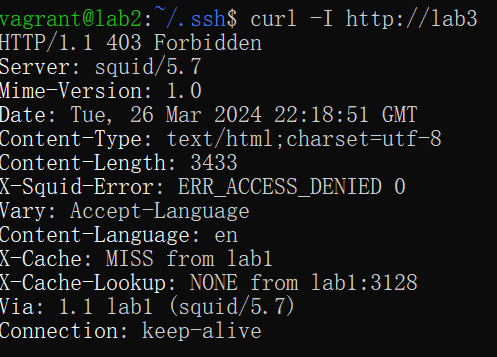 vagrant@lab2:~/.ssh$ curl -I http://lab3
HTTP/1.1 403 Forbidden
Server: squid/5.7
Mime-Version: 1.0
Date: Tue, 26 Mar 2024 22:18:51 GMT
Content-Type: text/html;charset=utf-8
Content-Length: 3433
X-Squid-Error: ERR_ACCESS_DENIED 0
Vary: Accept-Language
Content-Language: en
X-Cache: MISS from lab1
X-Cache-Lookup: NONE from lab1:3128
Via: 1.1 lab1 (squid/5.7)
Connection: keep-alive